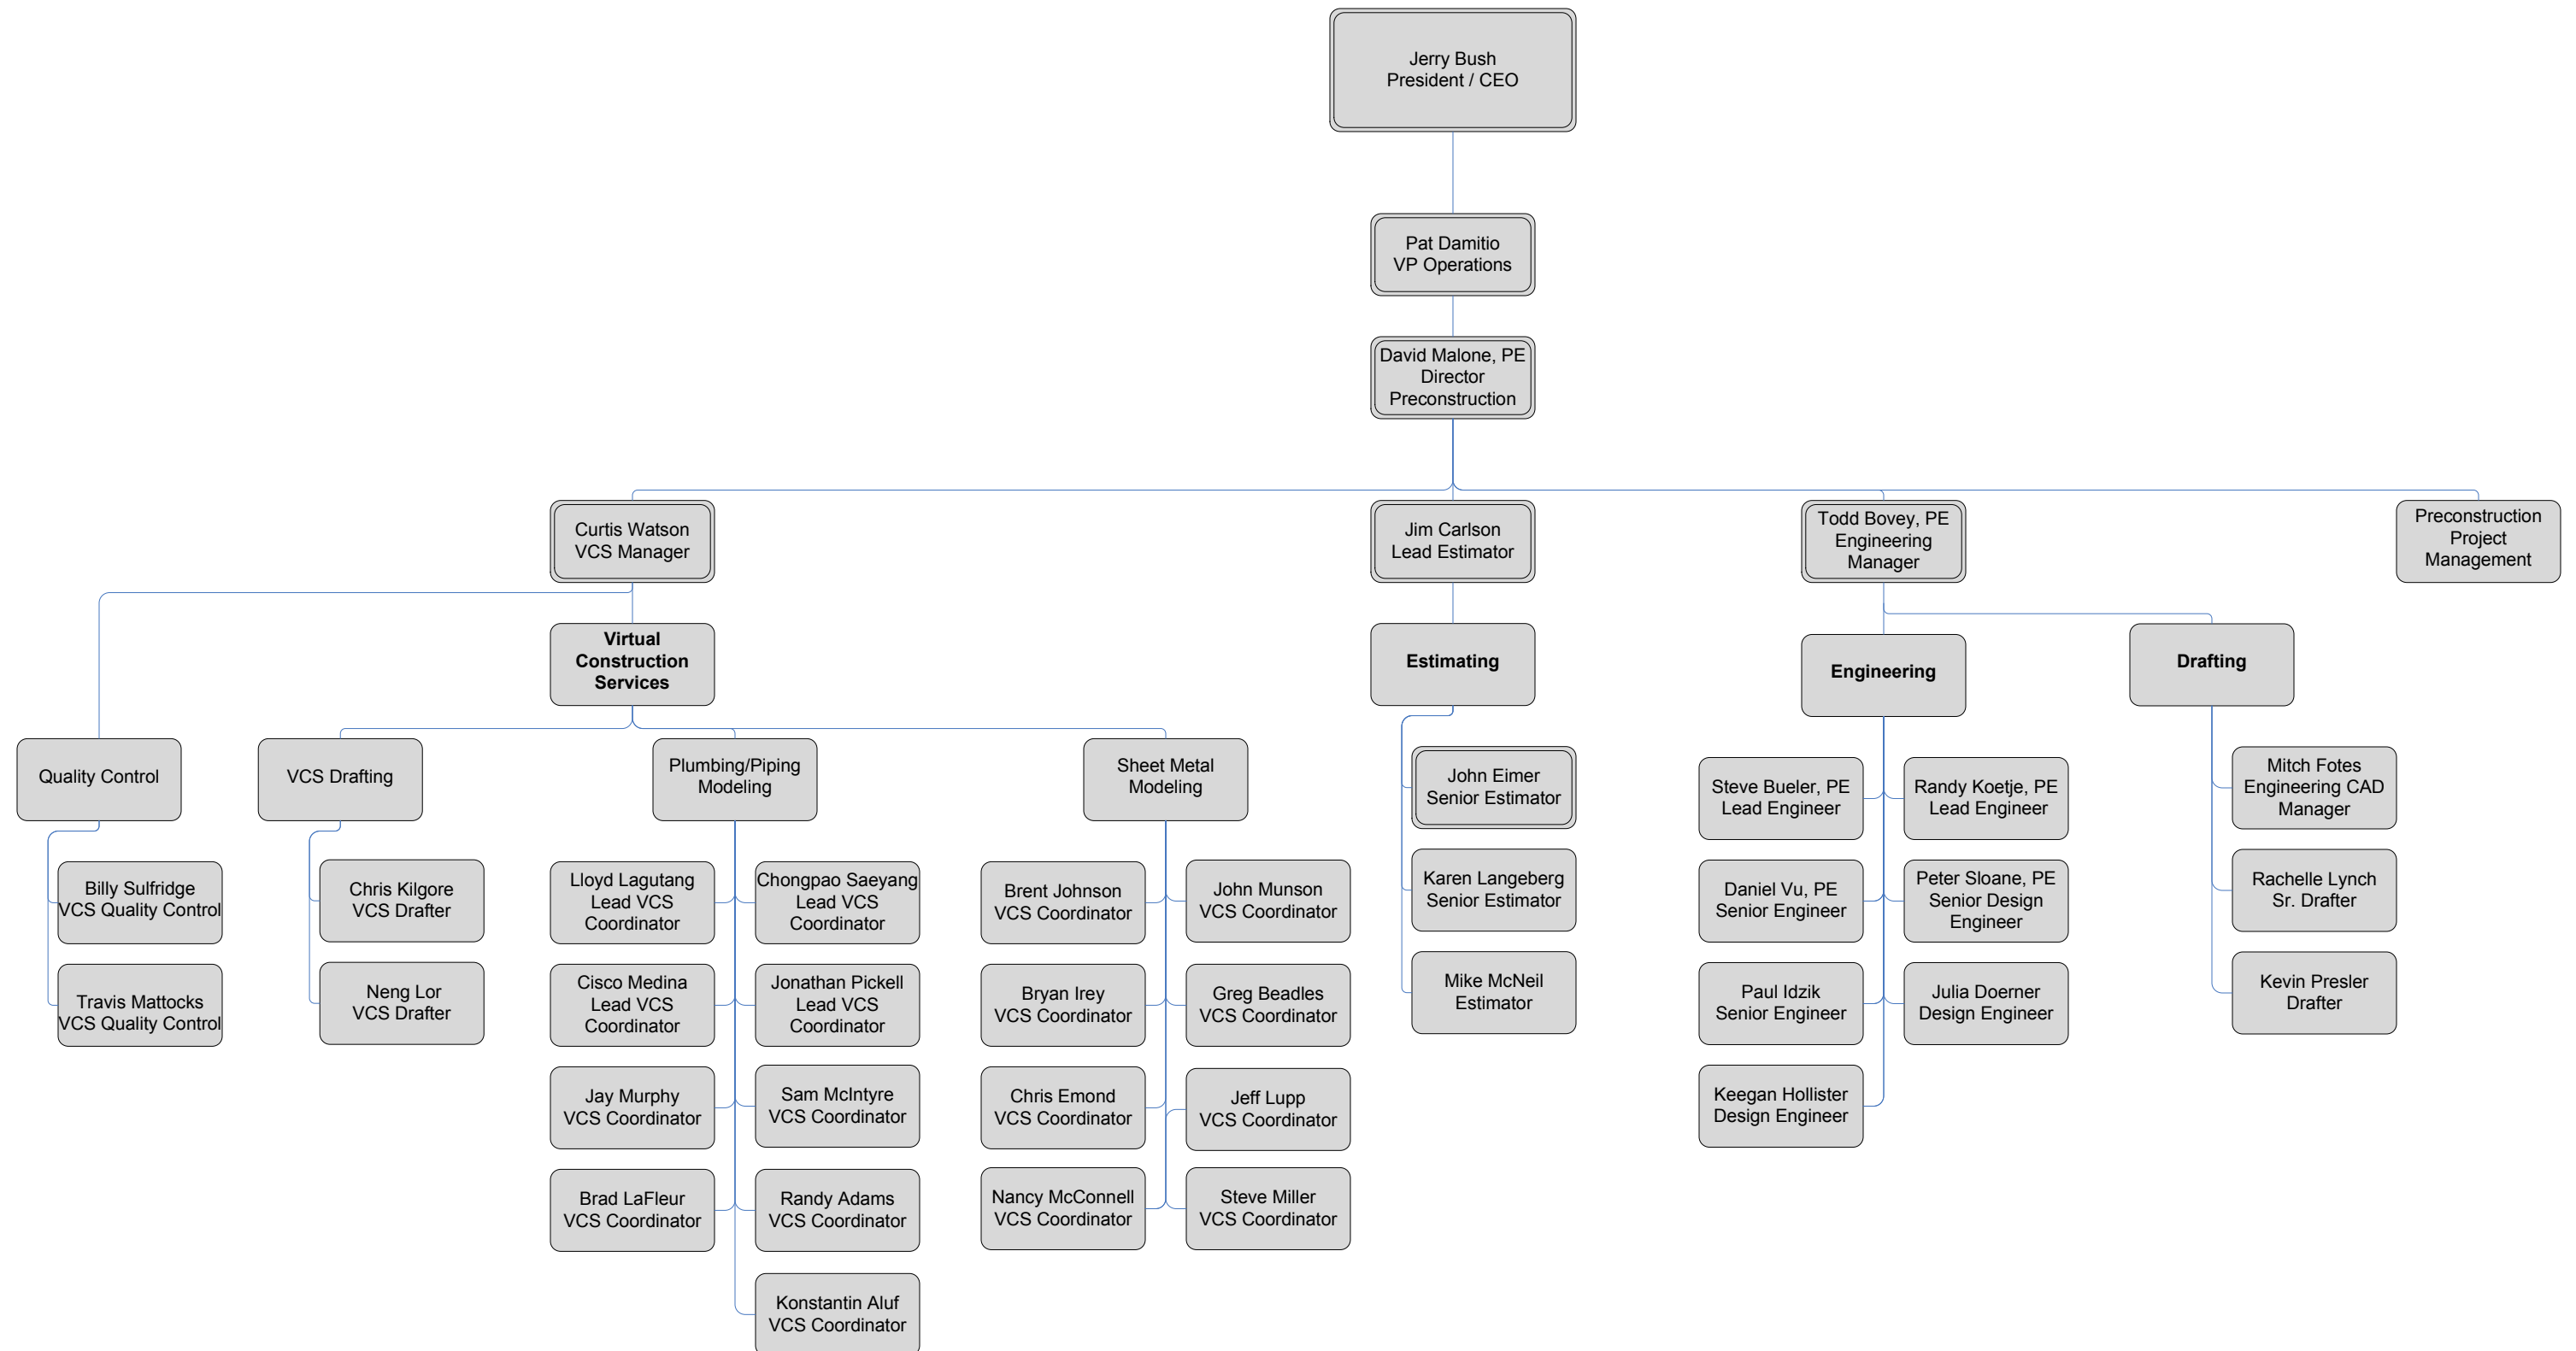 Jerry Bush
President / CEO
Pat Damitio
VP Operations
David Malone, PE
Director
Preconstruction
Curtis Watson
VCS Manager
Jim Carlson
Lead Estimator
Todd Bovey, PE
Engineering
Manager
Preconstruction
Project
Management
Virtual
Construction
Services
Estimating
Engineering
Drafting
Quality Control
VCS Drafting
Plumbing/Piping
Modeling
Sheet Metal
Modeling
Billy Sulfridge
VCS Quality Control
Travis Mattocks
VCS Quality Control
Chris Kilgore
VCS Drafter
Neng Lor
VCS Drafter
Lloyd Lagutang
Lead VCS
Coordinator
Chongpao Saeyang
Lead VCS
Coordinator
Cisco Medina
Lead VCS
Coordinator
Jonathan Pickell
Lead VCS
Coordinator
Jay Murphy
VCS Coordinator
Sam McIntyre
VCS Coordinator
Brad LaFleur
VCS Coordinator
Randy Adams
VCS Coordinator
Konstantin Aluf
VCS Coordinator
Brent Johnson
VCS Coordinator
John Munson
VCS Coordinator
Bryan Irey
VCS Coordinator
Greg Beadles
VCS Coordinator
Chris Emond
VCS Coordinator
Jeff Lupp
VCS Coordinator
Nancy McConnell
VCS Coordinator
Steve Miller
VCS Coordinator
John Eimer
Senior Estimator
Karen Langeberg
Senior Estimator
Mike McNeil
Estimator
Steve Bueler, PE
Lead Engineer
Randy Koetje, PE
Lead Engineer
Daniel Vu, PE
Senior Engineer
Peter Sloane, PE
Senior Design
Engineer
Paul Idzik
Senior Engineer
Julia Doerner
Design Engineer
Keegan Hollister
Design Engineer
Mitch Fotes
Engineering CAD
Manager
Rachelle Lynch
Sr. Drafter
Kevin Presler
Drafter